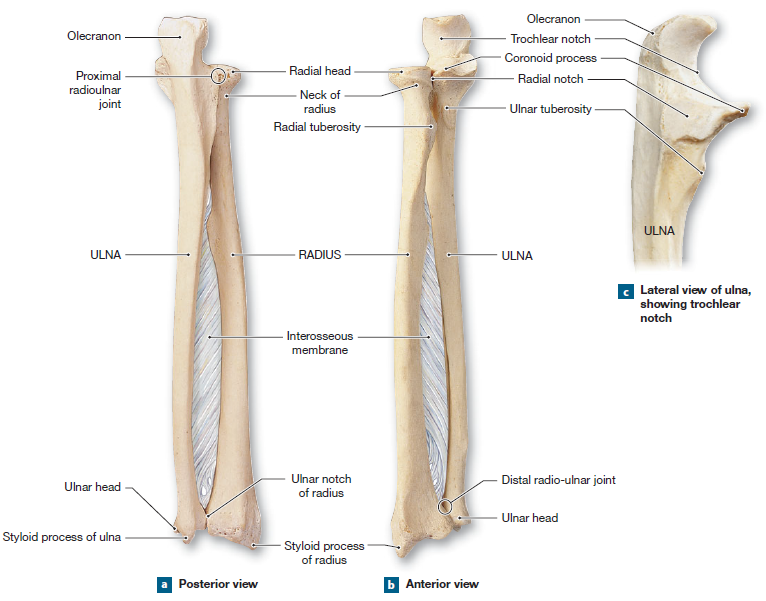 Olecranon
Proximal
radioulnar
joint
ULNA
Ulnar head
Styloid process of ulna
Radial head
Neck of
radius
Radial tuberosity
RADIUS
Interosseous
membrane
Ulnar notch
of radius
Styloid process
of radius
Olecranon
Trochlear notch
Coronoid process
Radial notch
Ulnar tuberosity
ULNA
Distal radio-ulnar joint
Ulnar head
ULNA
c Lateral view of ulna,
showing trochlear
notch
a Posterior view
b Anterior view